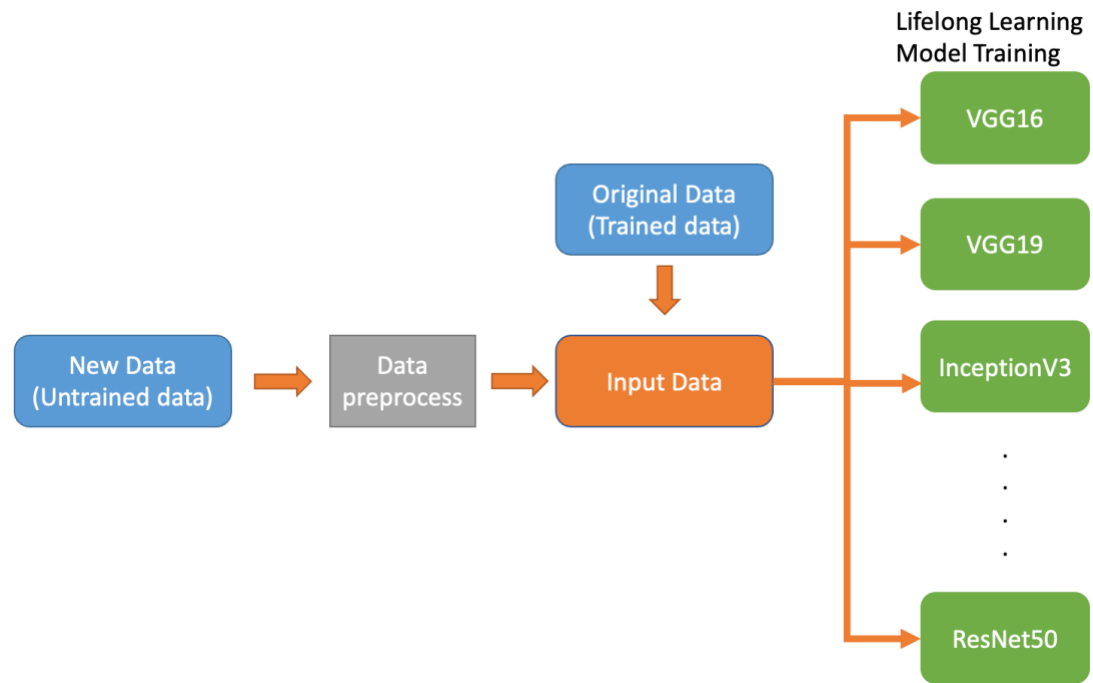 Lifelong Learning
Model Training
VGG16
Original Data
(Trained data)
VGG19
New Data
(Untrained data)
Data
preprocess
Input Data
InceptionV3
.
.
.
.
ResNet50